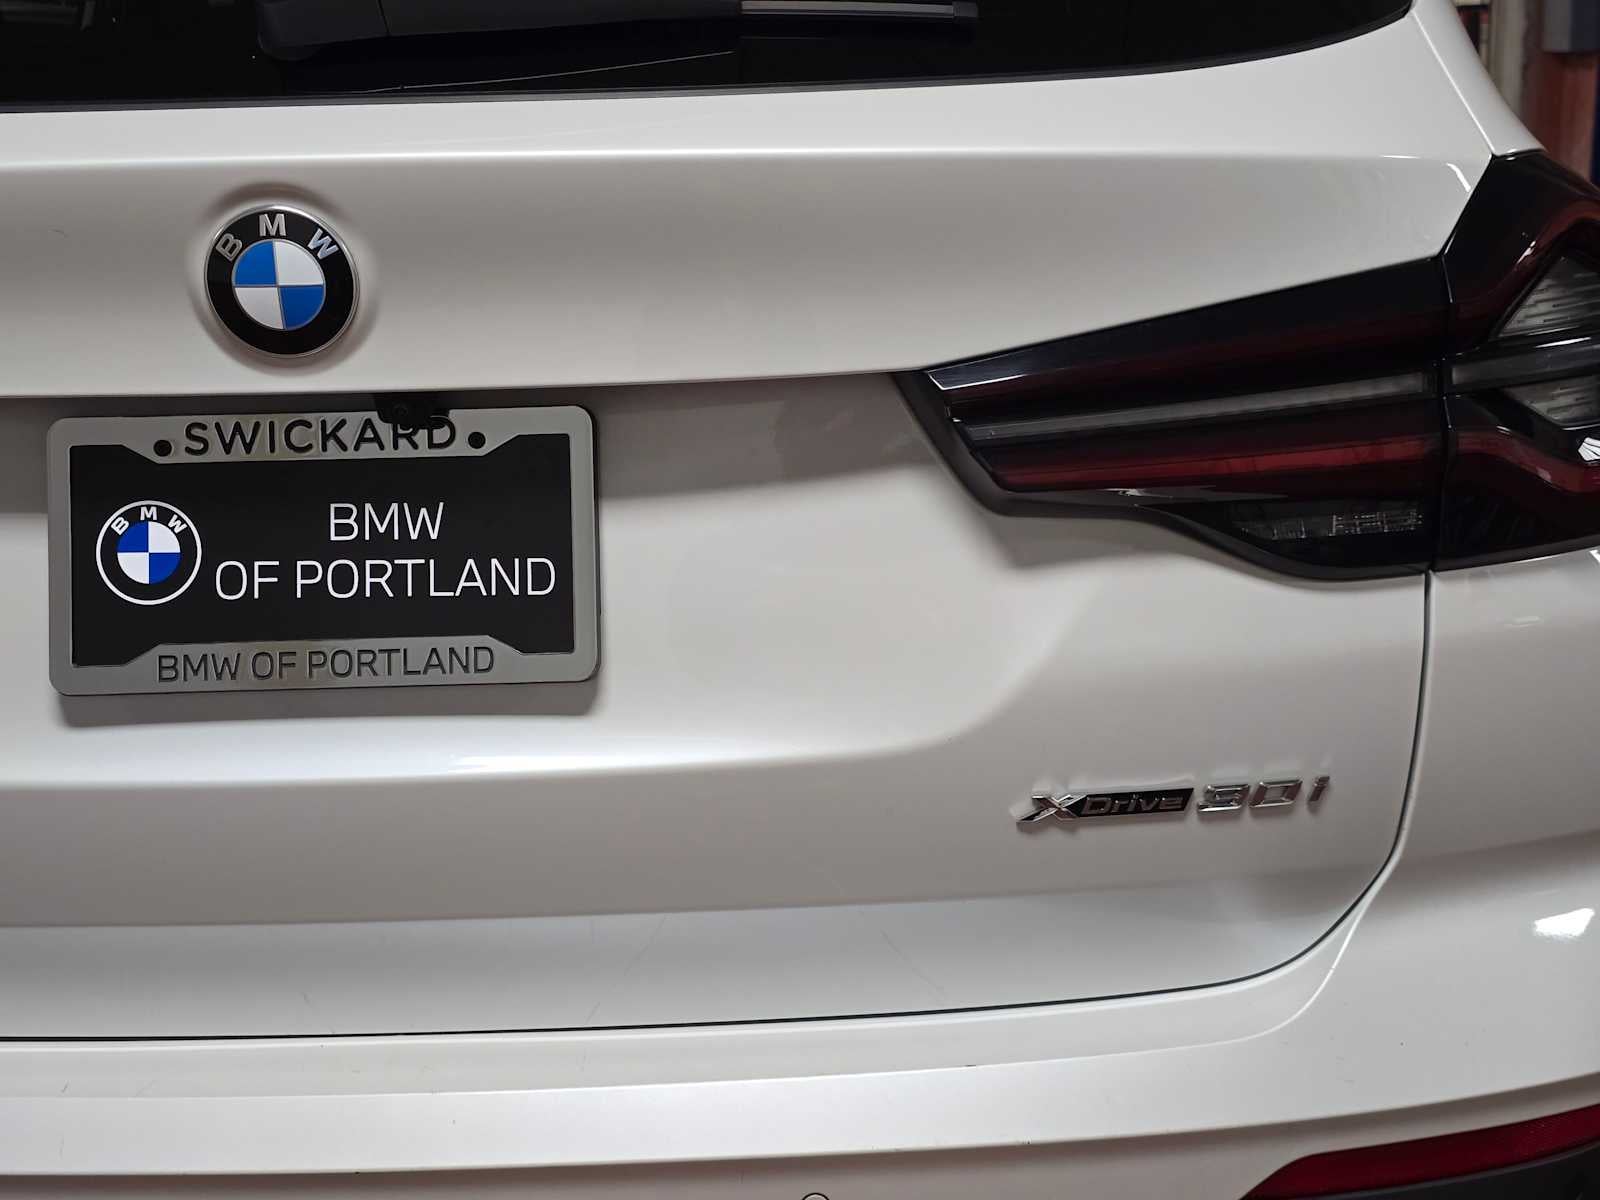 BMW
SWICKARD
BMW
BMW
OF PORTLAND
BMW OF PORTLAND
XDrive 30i